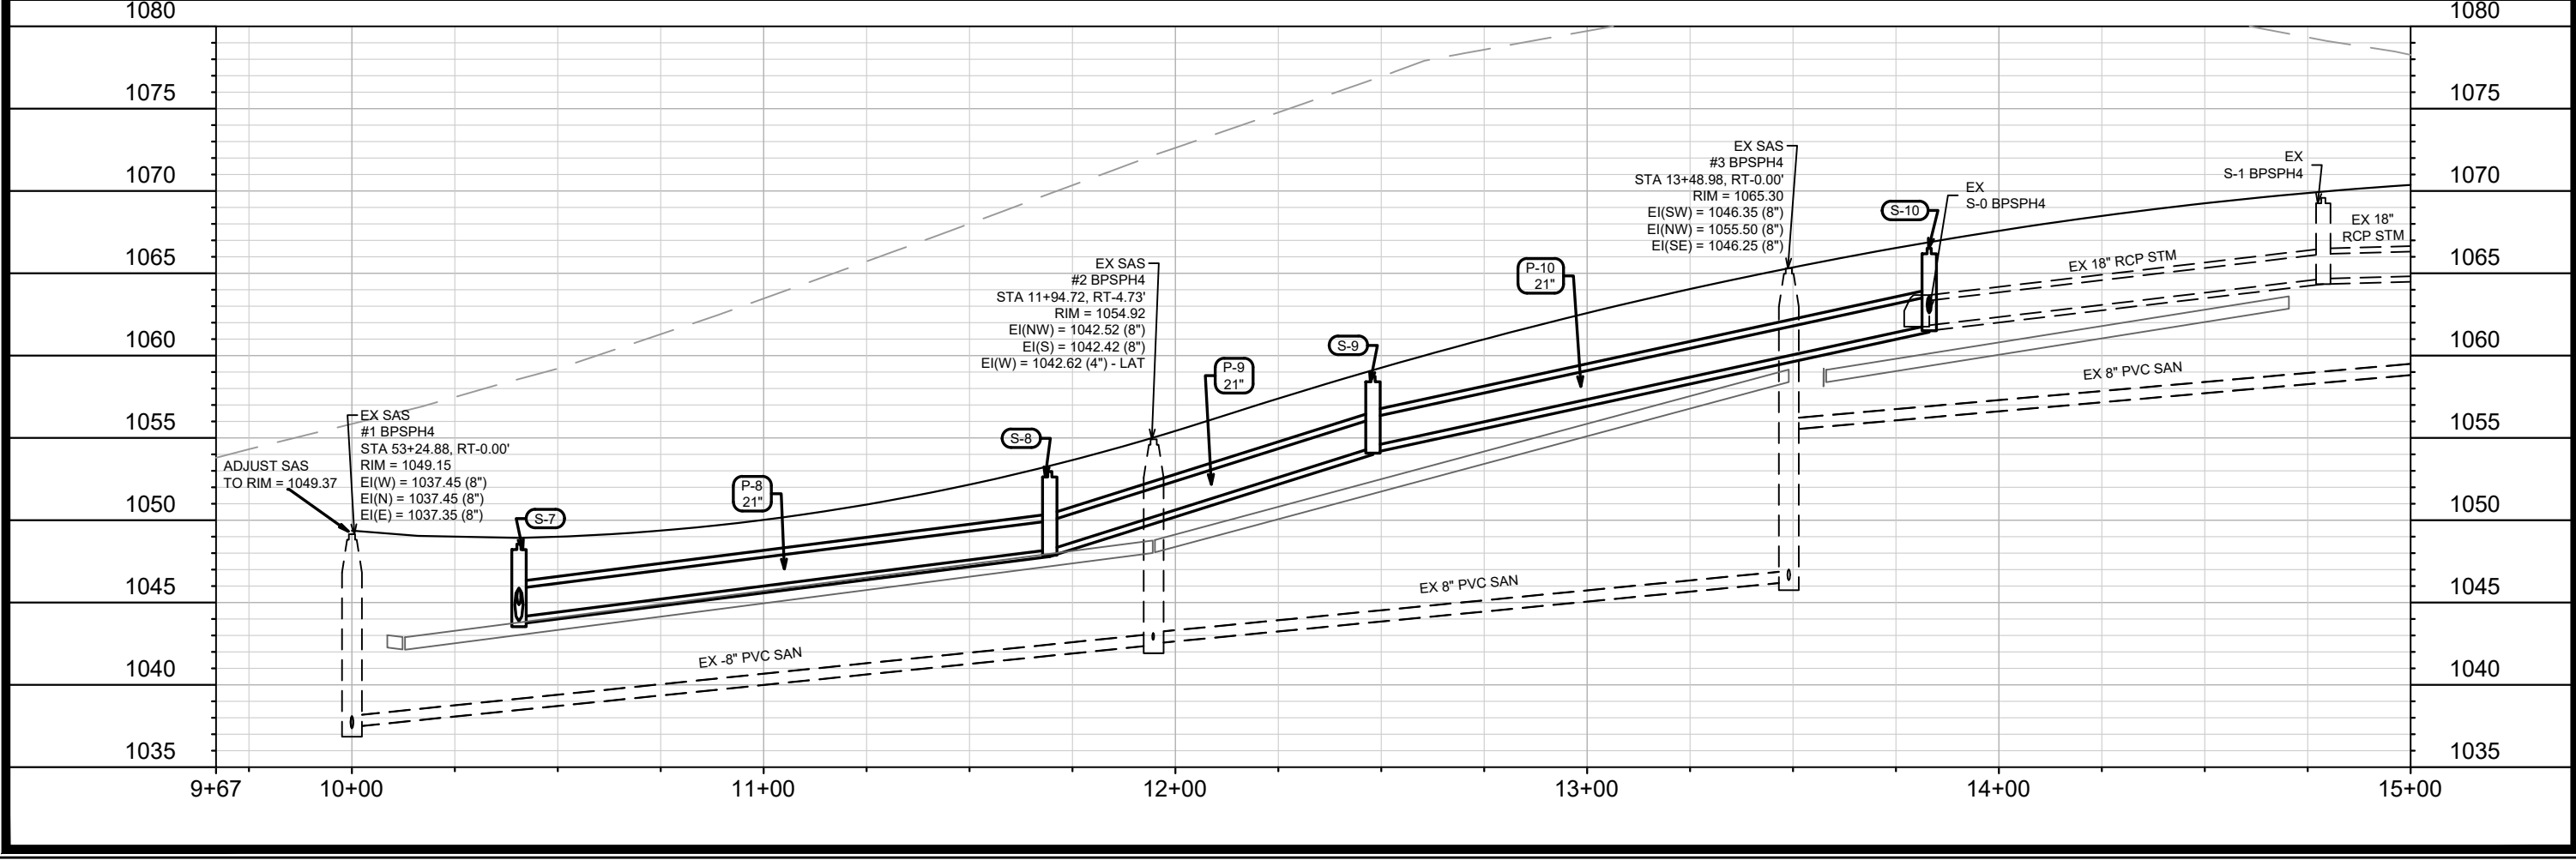 1080
1080
1075
1075
1070
1070
1065
1065
1060
1060
1055
1055
1050
1050
1045
1045
1040
1040
1035
1035
ADJUST SAS
TO RIM = 1049.37
EX SAS
#1 BPSPH4
STA 53+24.88, RT-0.00'
RIM = 1049.15
EI(W) = 1037.45 (8")
EI(N) = 1037.45 (8")
EI(E) = 1037.35 (8")
S-7
P-8
21"
S-8
EX SAS
#2 BPSPH4
STA 11+94.72, RT-4.73'
RIM = 1054.92
EI(NW) = 1042.52 (8")
EI(S) = 1042.42 (8")
EI(W) = 1042.62 (4") - LAT
P-9
21"
S-9
P-10
21"
EX SAS
#3 BPSPH4
STA 13+48.98, RT-0.00'
RIM = 1065.30
EI(SW) = 1046.35 (8")
EI(NW) = 1055.50 (8")
EI(SE) = 1046.25 (8")
S-10
EX
S-0 BPSPH4
EX
S-1 BPSPH4
EX 18"
RCP STM
EX 18" RCP STM
EX 8" PVC SAN
EX 8" PVC SAN
EX -8" PVC SAN
9+67
10+00
11+00
12+00
13+00
14+00
15+00